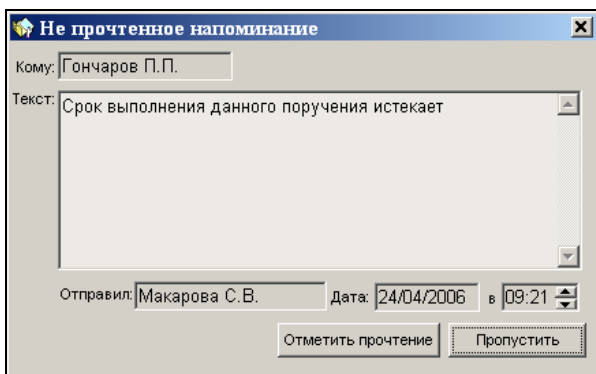 Не прочтенное напоминание
Кому: Гончаров П.П.
Текст: Срок выполнения данного поручения истекает
Отправил: Макарова С.В. Дата: 24/04/2006 в 09:21
Отметить прочтение Пропустить